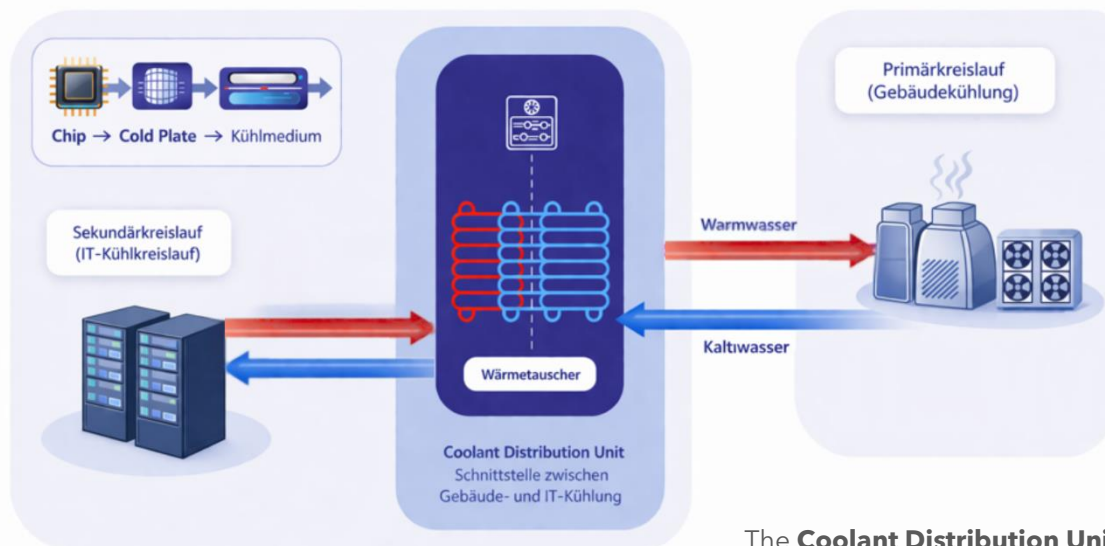 Chip → Cold Plate → Kühlmedium
Sekundärkreislauf
(IT-Kühlkreislauf)
Wärmetauscher
Coolant Distribution Unit
Schnittstelle zwischen
Gebäude- und IT-Kühlung
Primärkreislauf
(Gebäudekühlung)
Warmwasser
Kaltwasser
The Coolant Distribution Uni